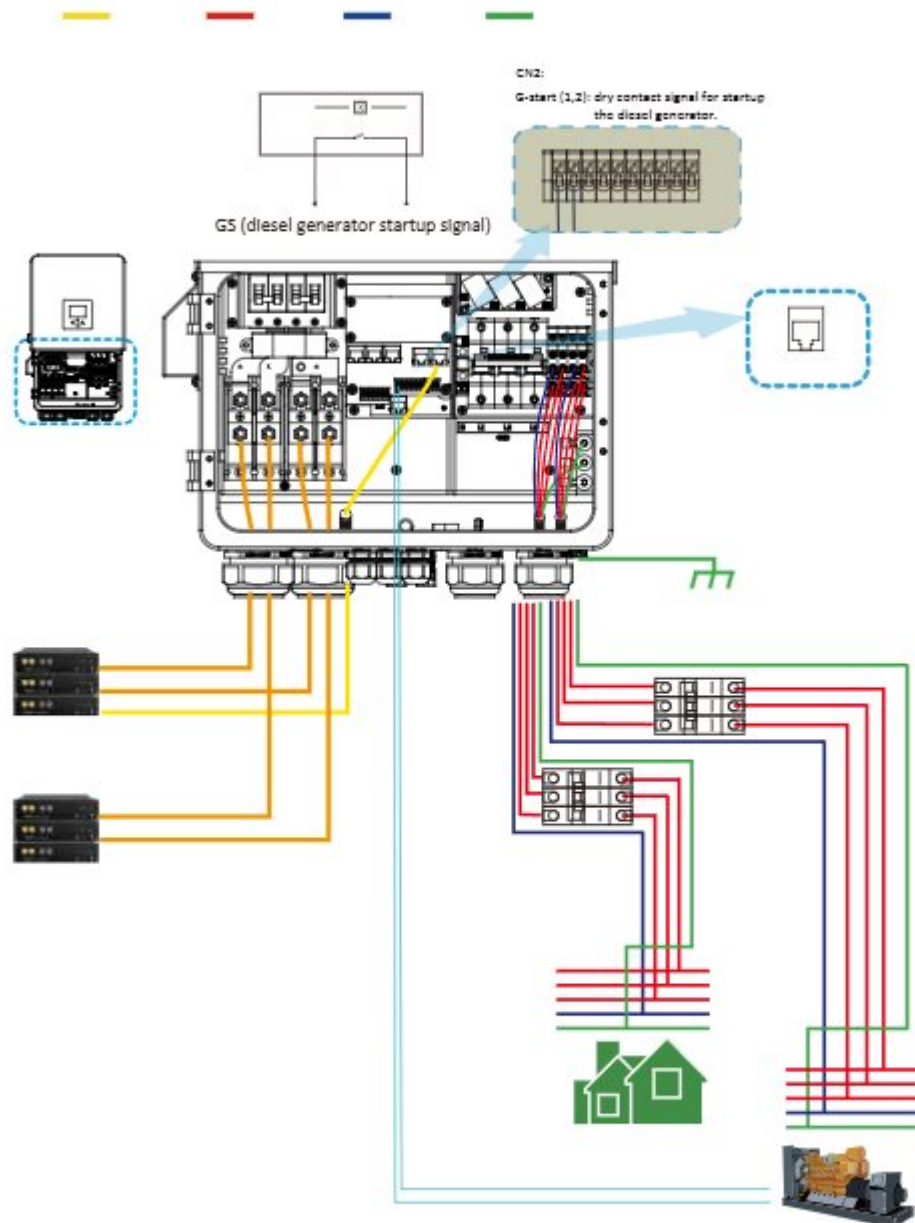 CN2:
G-start (1,2): dry contact signal for startup
the diesel generator.
GS (diesel generator startup signal)